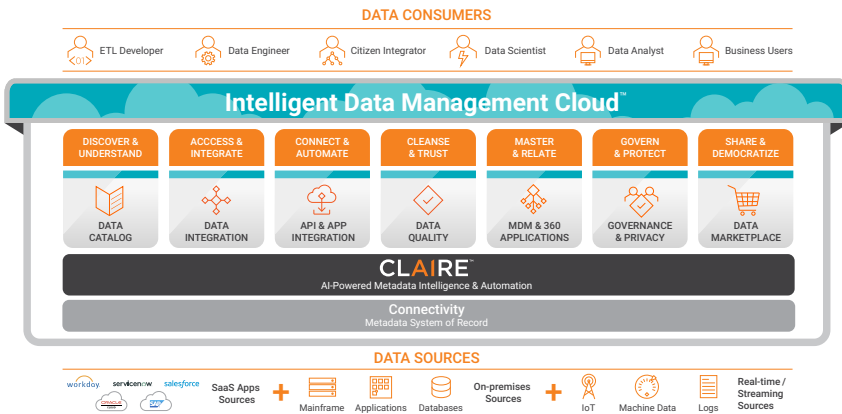 DATA CONSUMERS
ETL Developer
Data Engineer
Citizen Integrator
Data Scientist
Data Analyst
Business Users
Intelligent Data Management Cloud™
DISCOVER &
UNDERSTAND
ACCCESS &
INTEGRATE
CONNECT &
AUTOMATE
CLEANSE
& TRUST
MASTER
& RELATE
GOVERN
& PROTECT
SHARE &
DEMOCRATIZE
DATA
CATALOG
DATA
INTEGRATION
API & APP
INTEGRATION
DATA
QUALITY
MDM & 360
APPLICATIONS
GOVERNANCE
& PRIVACY
DATA
MARKETPLACE
CLAIRE™
AI-Powered Metadata Intelligence & Automation
Connectivity
Metadata System of Record
DATA SOURCES
workday.
servicenow
salesforce
ORACLE
SAP
SaaS Apps
Sources
+
Mainframe
Applications
Databases
On-premises
Sources
+
IoT
Machine Data
Logs
Real-time /
Streaming
Sources